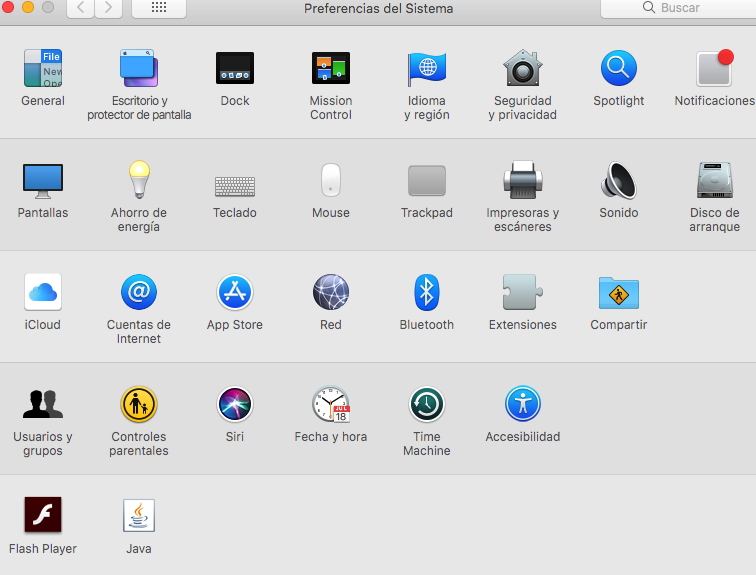 Preferencias del Sistema
Buscar
File
New
Ope
General
Escritorio y
protector de pantalla
Dock
Mission
Control
Idioma
y región
Seguridad
y privacidad
Spotlight
Notificaciones
Pantallas
Ahorro de
energía
Teclado
Mouse
Trackpad
Impresoras y
escáneres
Sonido
Disco de
arranque
iCloud
@
Cuentas de
Internet
App Store
Red
Bluetooth
Extensiones
Compartir
Usuarios y
grupos
Controles
parentales
Siri
JUL
18
Fecha y hora
Time
Machine
Accesibilidad
Flash Player
Java